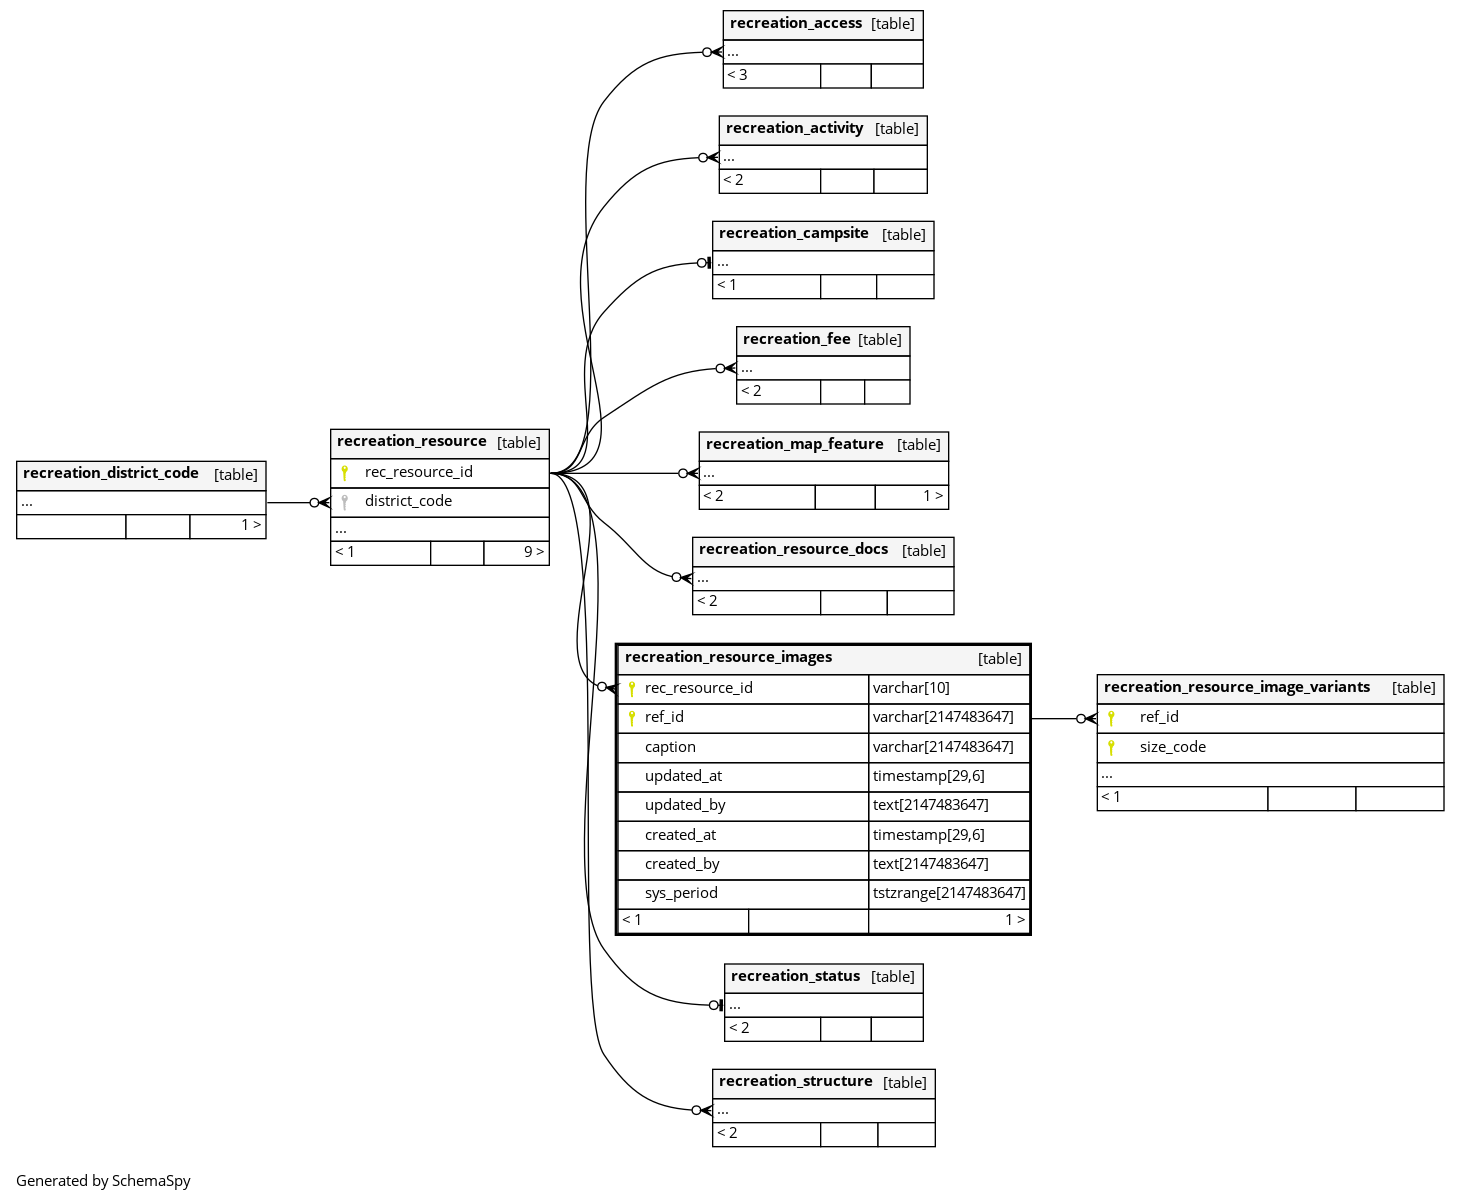 recreation_access [table]
...
< 3
recreation_activity [table]
...
< 2
recreation_campsite [table]
...
< 1
recreation_fee [table]
...
< 2
recreation_district_code [table]
...
1 >
recreation_resource [table]
rec_resource_id
district_code
...
< 1 9 >
recreation_map_feature [table]
...
< 2 1 >
recreation_resource_docs [table]
...
< 2
recreation_resource_images [table]
rec_resource_id varchar[10]
ref_id varchar[2147483647]
caption varchar[2147483647]
updated_at timestamp[29,6]
updated_by text[2147483647]
created_at timestamp[29,6]
created_by text[2147483647]
sys_period tstzrange[2147483647]
< 1 1 >
recreation_resource_image_variants [table]
ref_id
size_code
...
< 1
recreation_status [table]
...
< 2
recreation_structure [table]
...
< 2
Generated by SchemaSpy